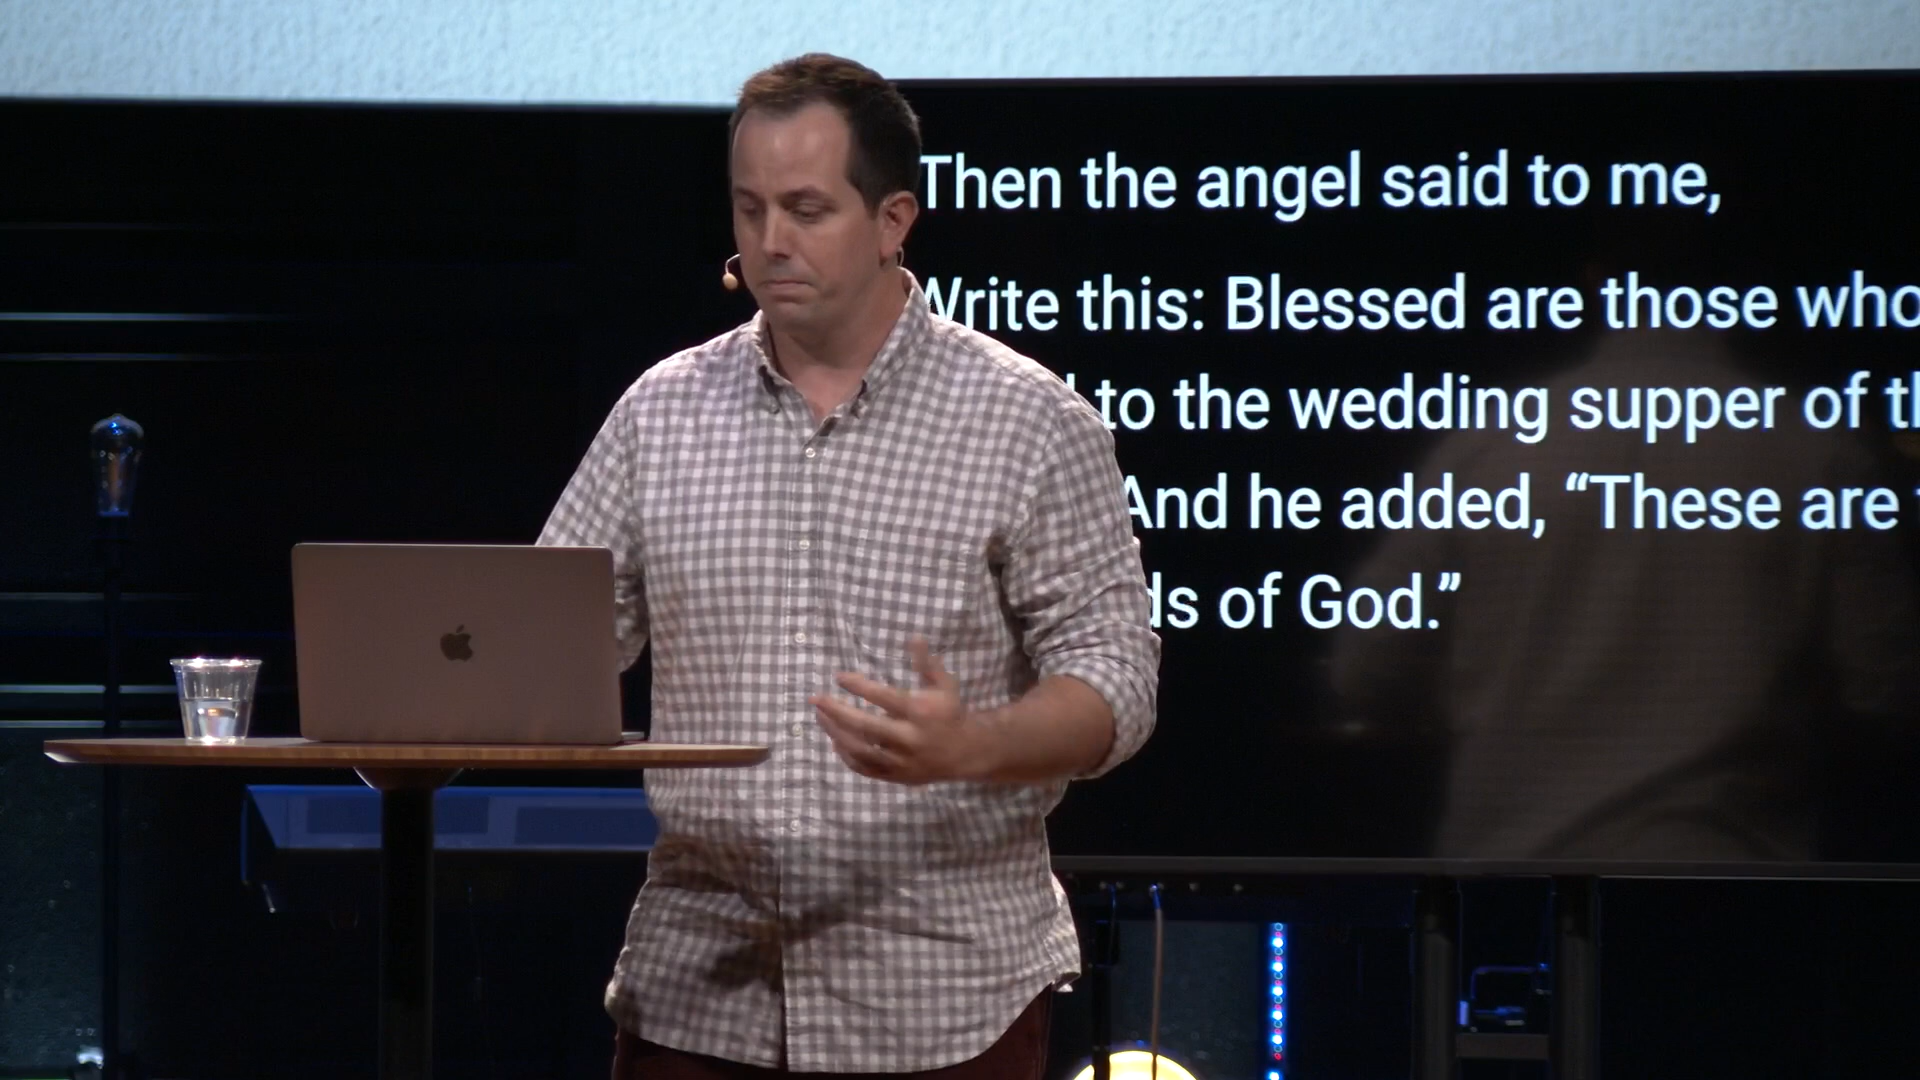 Then the angel said to me,
Write this: Blessed are those who
to the wedding supper of
And he added, “These are
of God.”